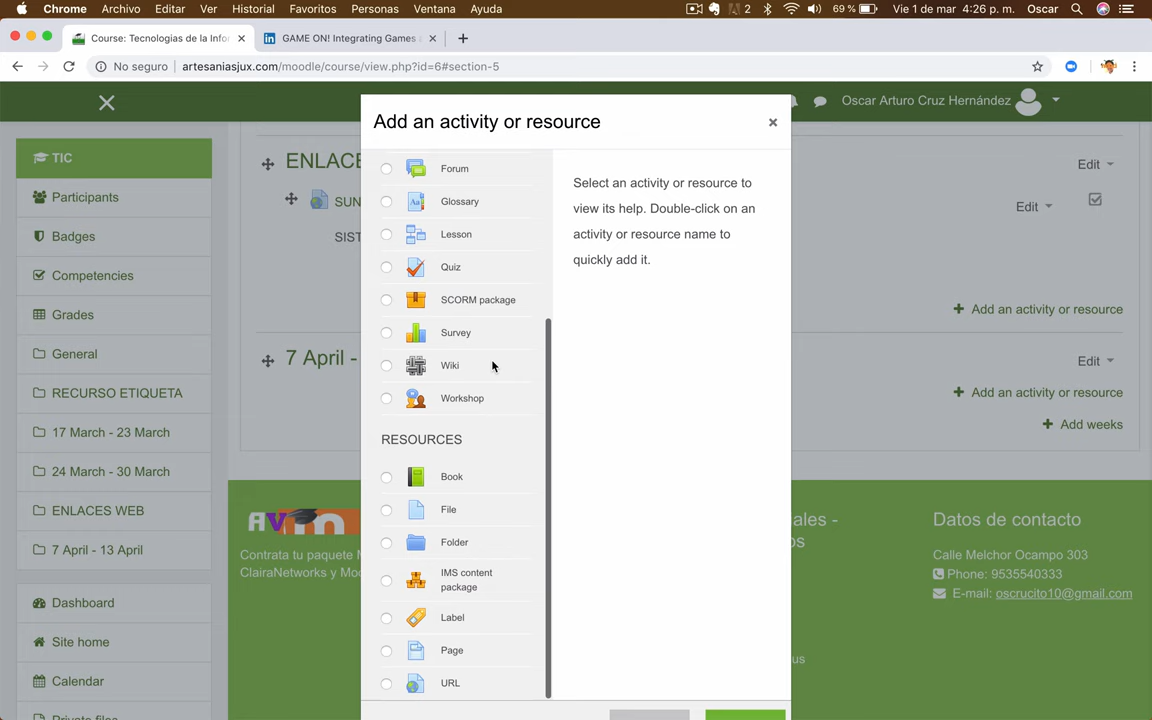 Chrome Archivo Editar Ver Historial Favoritos Personas Ventana Ayuda 2 69 % Vie 1 de mar 4:26 p. m. Oscar
Course: Tecnologias de la Infor
GAME ON! Integrating Games
No seguro artesaniasjux.com/moodle/course/view.php?id=6#section-5
Oscar Arturo Cruz Hernández
TIC
Participants
Badges
Competencies
Grades
General
RECURSO ETIQUETA
17 March - 23 March
24 March - 30 March
ENLACES WEB
7 April - 13 April
Dashboard
Site home
Calendar
Private files
ENLACES
Edit
SUN
Edit
SIST
Add an activity or resource
7 April -
Edit
Add an activity or resource
Add weeks
Add an activity or resource
Forum
Glossary
Lesson
Quiz
SCORM package
Survey
Wiki
Workshop
RESOURCES
Book
File
Folder
IMS content
package
Label
Page
URL
Select an activity or resource to
view its help. Double-click on an
activity or resource name to
quickly add it.
Contrata tu paquete
ClairaNetworks y
ales -
os
us
Datos de contacto
Calle Melchor Ocampo 303
Phone: 9535540333
E-mail: oscrucito10@gmail.com